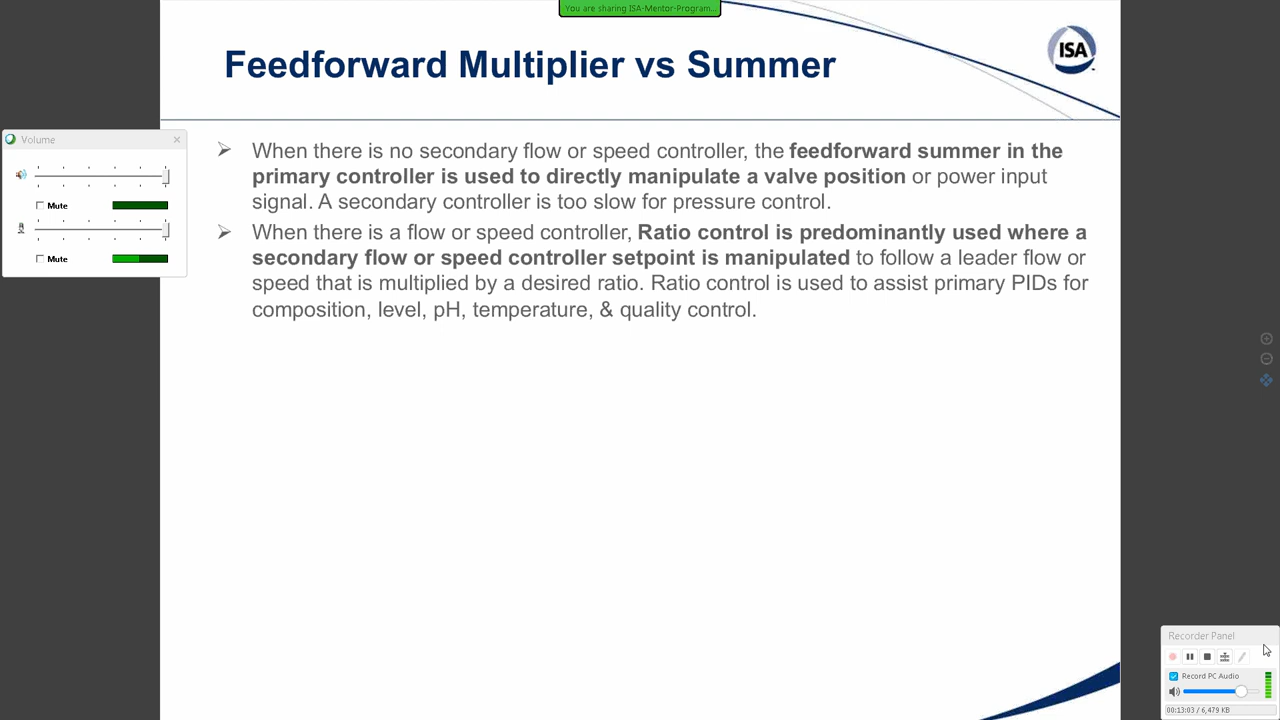 You are sharing ISA-Mentor-Program...
Feedforward Multiplier vs Summer
ISA
Volume
Mute
Mute
When there is no secondary flow or speed controller, the feedforward summer in the
primary controller is used to directly manipulate a valve position or power input
signal. A secondary controller is too slow for pressure control.
When there is a flow or speed controller, Ratio control is predominantly used where a
secondary flow or speed controller setpoint is manipulated to follow a leader flow or
speed that is multiplied by a desired ratio. Ratio control is used to assist primary PIDs for
composition, level, pH, temperature, & quality control.
Recorder Panel
Record PC Audio
00:13:03 / 6,479 KB